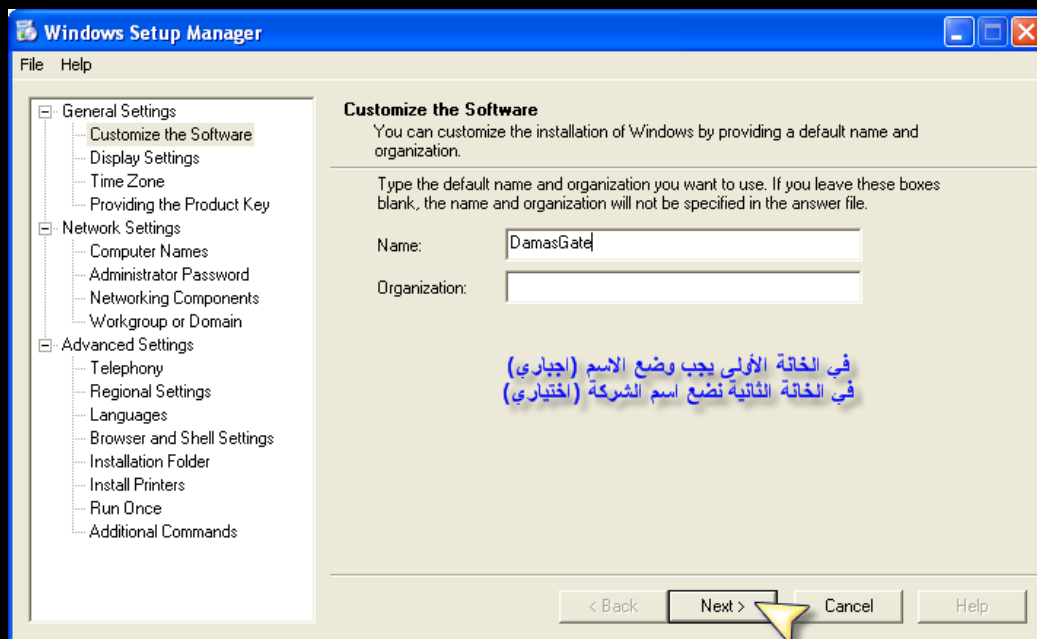 Windows Setup Manager
File Help
General Settings
Customize the Software
Display Settings
Time Zone
Providing the Product Key
Network Settings
Computer Names
Administrator Password
Networking Components
Workgroup or Domain
Advanced Settings
Telephony
Regional Settings
Languages
Browser and Shell Settings
Installation Folder
Install Printers
Run Once
Additional Commands
Customize the Software
You can customize the installation of Windows by providing a default name and
organization.
Type the default name and organization you want to use. If you leave these boxes
blank, the name and organization will not be specified in the answer file.
Name: DamasGate
Organization:
في الخانة الأولى يجب وضع الاسم (اجباري)
في الخانة الثانية نضع اسم الشركة (اختياري)
< Back Next > Cancel Help